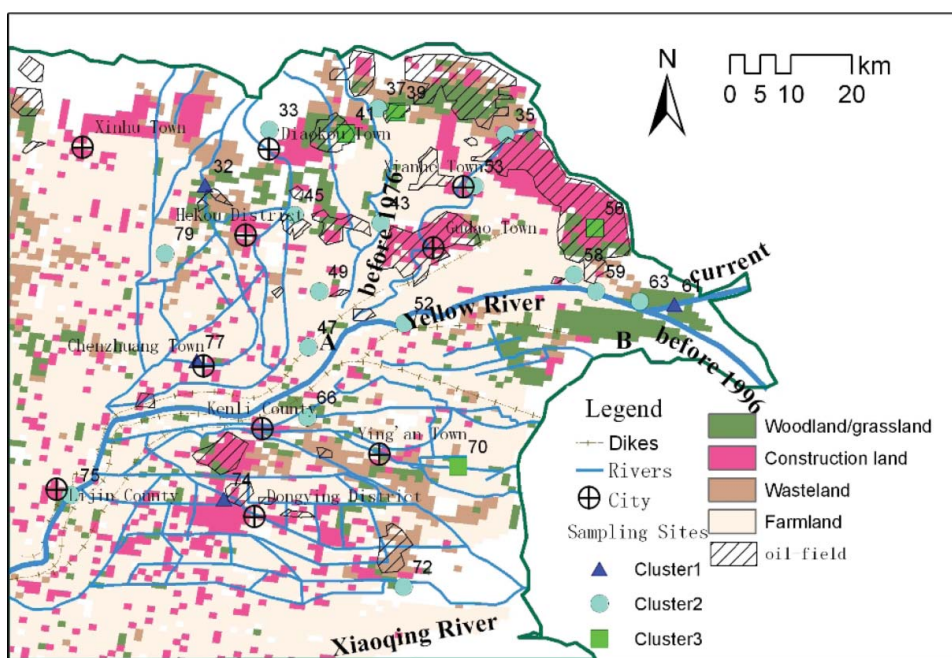 N
km
0 5 10 20
Xinhu Town
33
Diaokou Town
37
39
41
35
32
Xianhe Town
53
45
43
HeKou District
before 1976
Gudao Town
56
79
49
58
59
63
61
current
52
Yellow River
47
A
B
before 1996
77
Chenzhuang Town
66
Kenli County
Ying'an Town
70
75
Lijin County
74
Dongying District
72
Xiaoqing River
Legend
Dikes
Rivers
City
Sampling Sites
Cluster1
Cluster2
Cluster3
Woodland/grassland
Construction land
Wasteland
Farmland
oil-field